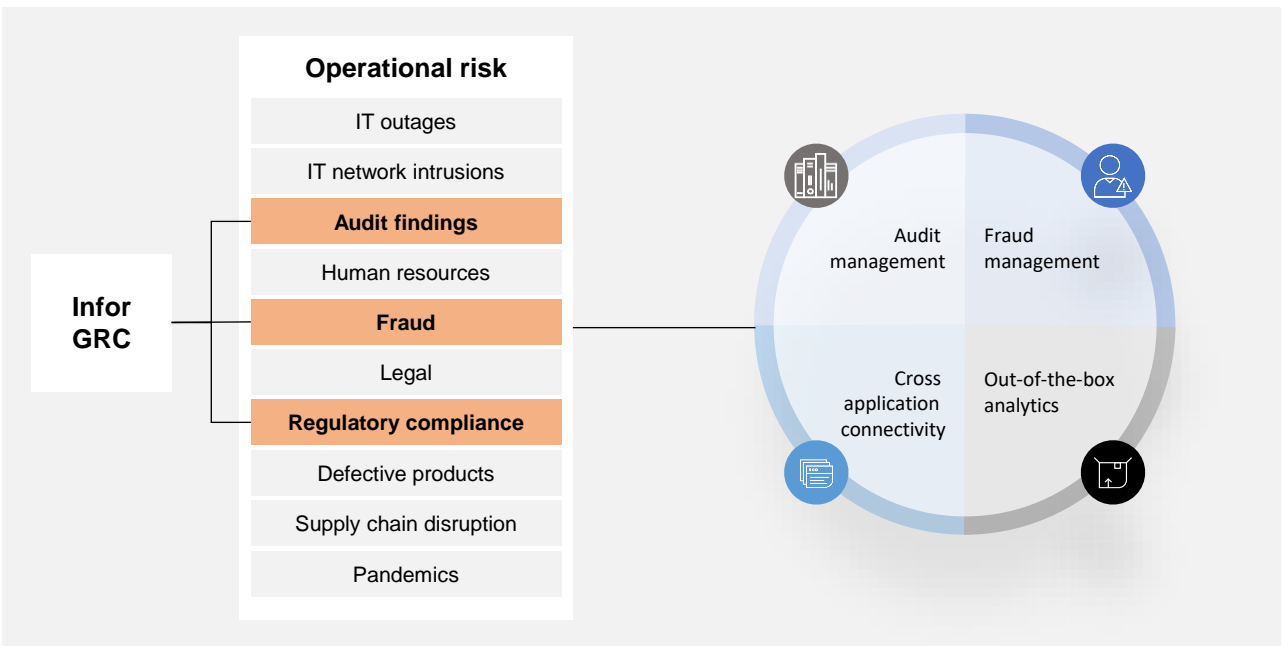 Infor
GRC
Operational risk
IT outages
IT network intrusions
Audit findings
Human resources
Fraud
Legal
Regulatory compliance
Defective products
Supply chain disruption
Pandemics
Audit
management
Fraud
management
Cross
application
connectivity
Out-of-the-box
analytics